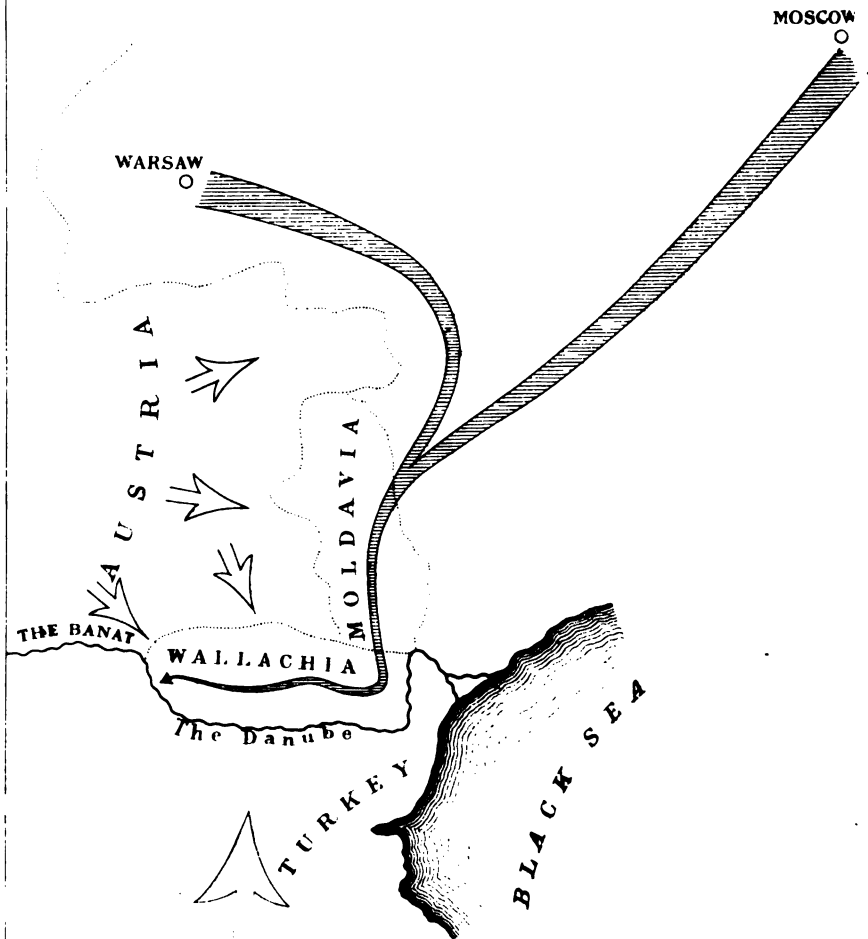 MOSCOW
WARSAW
AUSTRIA
MOLDAVIA
THE BANAT
WALLACHIA
The Danube
TURKEY
BLACK SEA